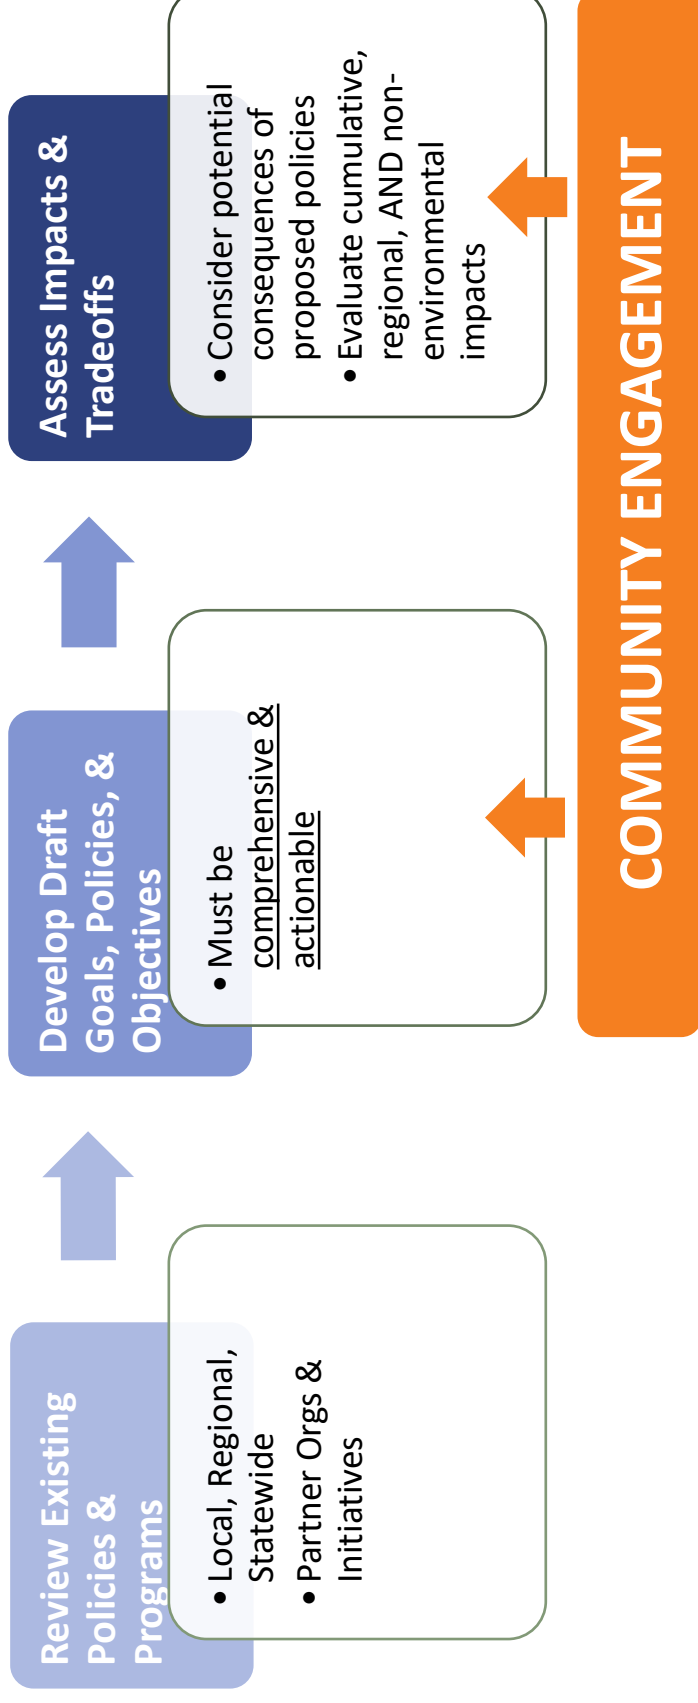 Review Existing
Policies &
Programs
• Local, Regional,
Statewide
• Partner Orgs &
Initiatives
Develop Draft
Goals, Policies, &
Objectives
• Must be
comprehensive &
actionable
Assess Impacts &
Tradeoffs
• Consider potential
consequences of
proposed policies
• Evaluate cumulative,
regional, AND non-
environmental
impacts
COMMUNITY ENGAGEMENT